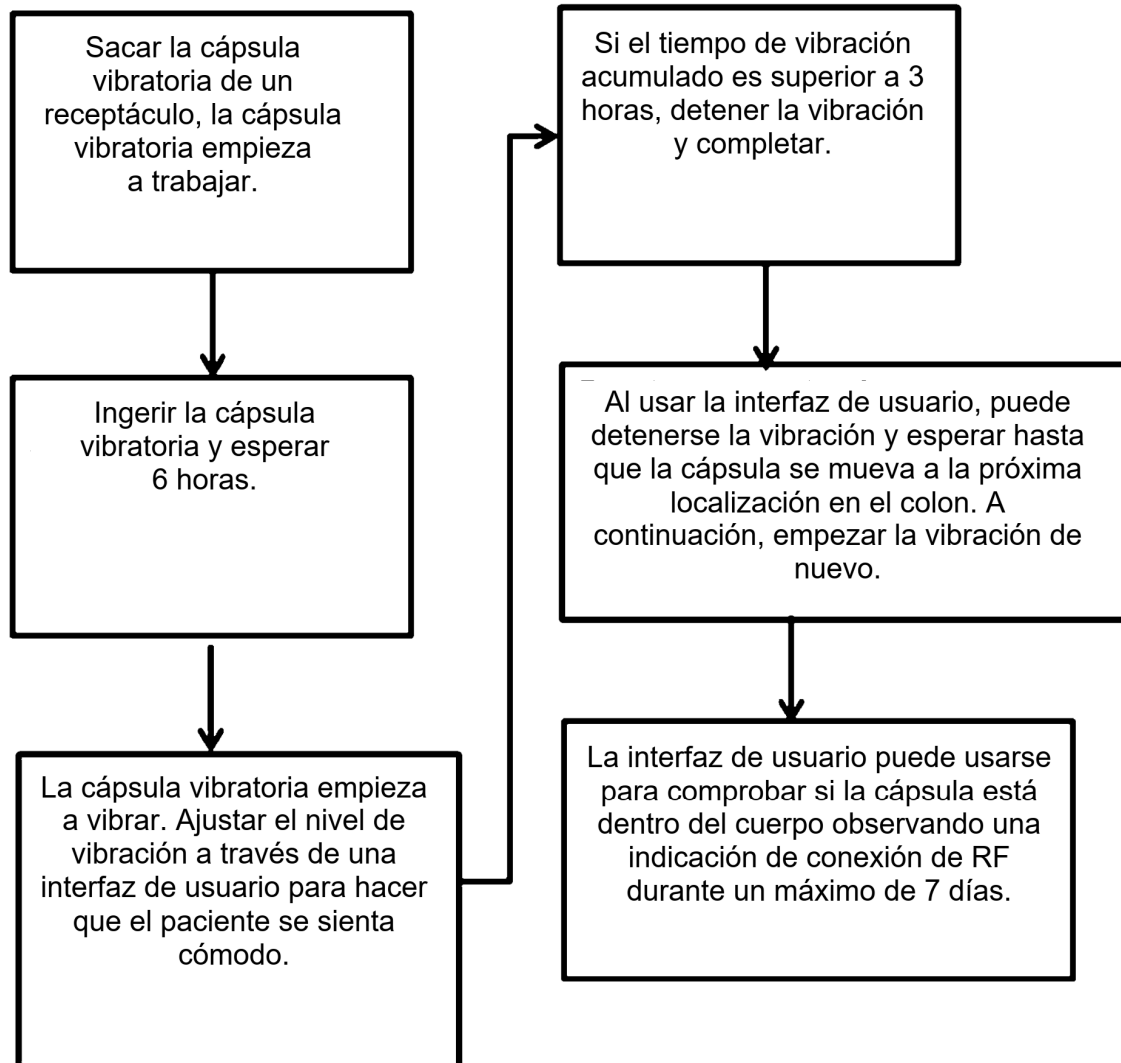 Sacar la cápsula
vibratoria de un
receptáculo, la cápsula
vibratoria empieza
a trabajar.
Ingerir la cápsula
vibratoria y esperar
6 horas.
La cápsula vibratoria empieza
a vibrar. Ajustar el nivel de
vibración a través de una
interfaz de usuario para hacer
que el paciente se sienta
cómodo.
Si el tiempo de vibración
acumulado es superior a 3
horas, detener la vibración
y completar.
Al usar la interfaz de usuario, puede
detenerse la vibración y esperar hasta
que la cápsula se mueva a la próxima
localización en el colon. A
continuación, empezar la vibración de
nuevo.
La interfaz de usuario puede usarse
para comprobar si la cápsula está
dentro del cuerpo observando una
indicación de conexión de RF
durante un máximo de 7 días.